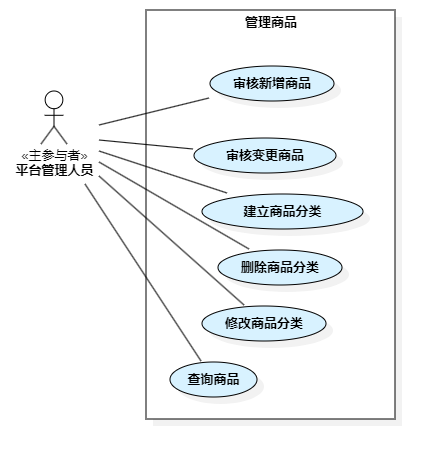 管理商品
审核新增商品
«主参与者»
平台管理人员
审核变更商品
建立商品分类
删除商品分类
修改商品分类
查询商品